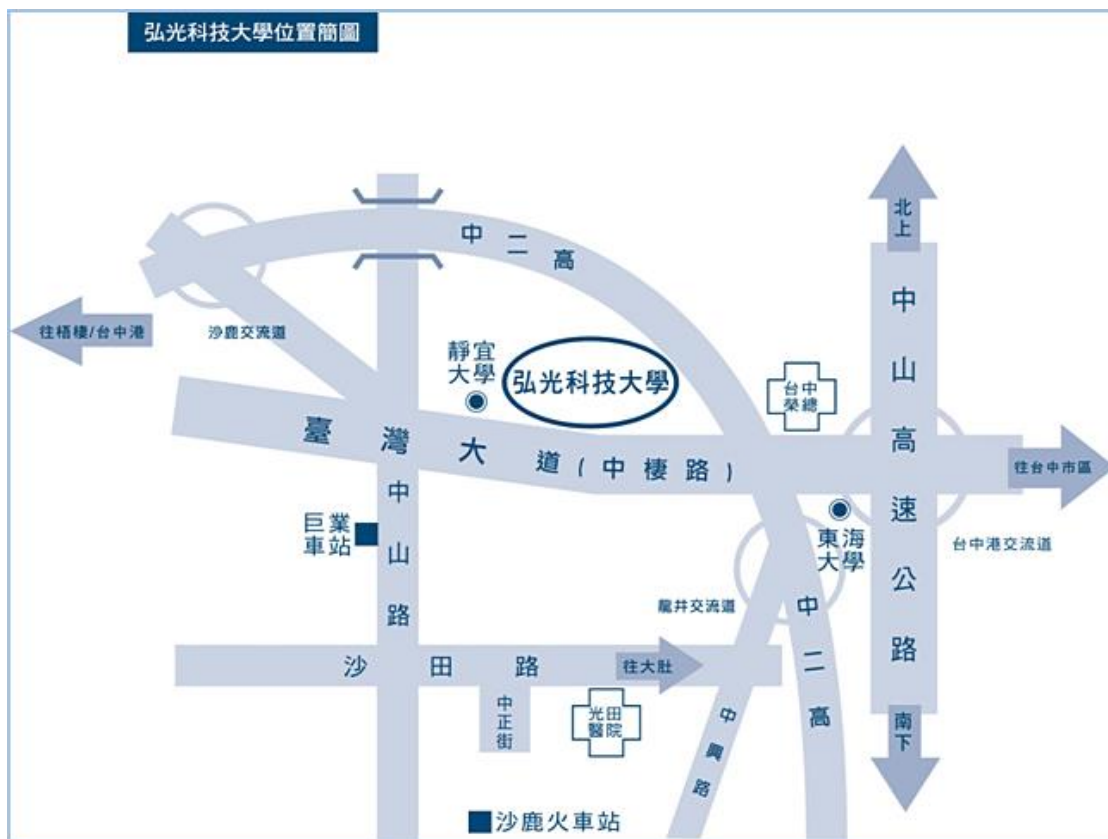 弘光科技大學位置簡圖
北上
中二高
中山高速公路
往梧棲/台中港
沙鹿交流道
靜宜
大學
弘光科技大學
台中
榮總
臺灣大道(中棲路)
往台中市區
中山路
巨業
車站
東海
大學
台中港交流道
龍井交流道
中二高
沙田路
往大肚
中正街
光田
醫院
中興路
南下
沙鹿火車站